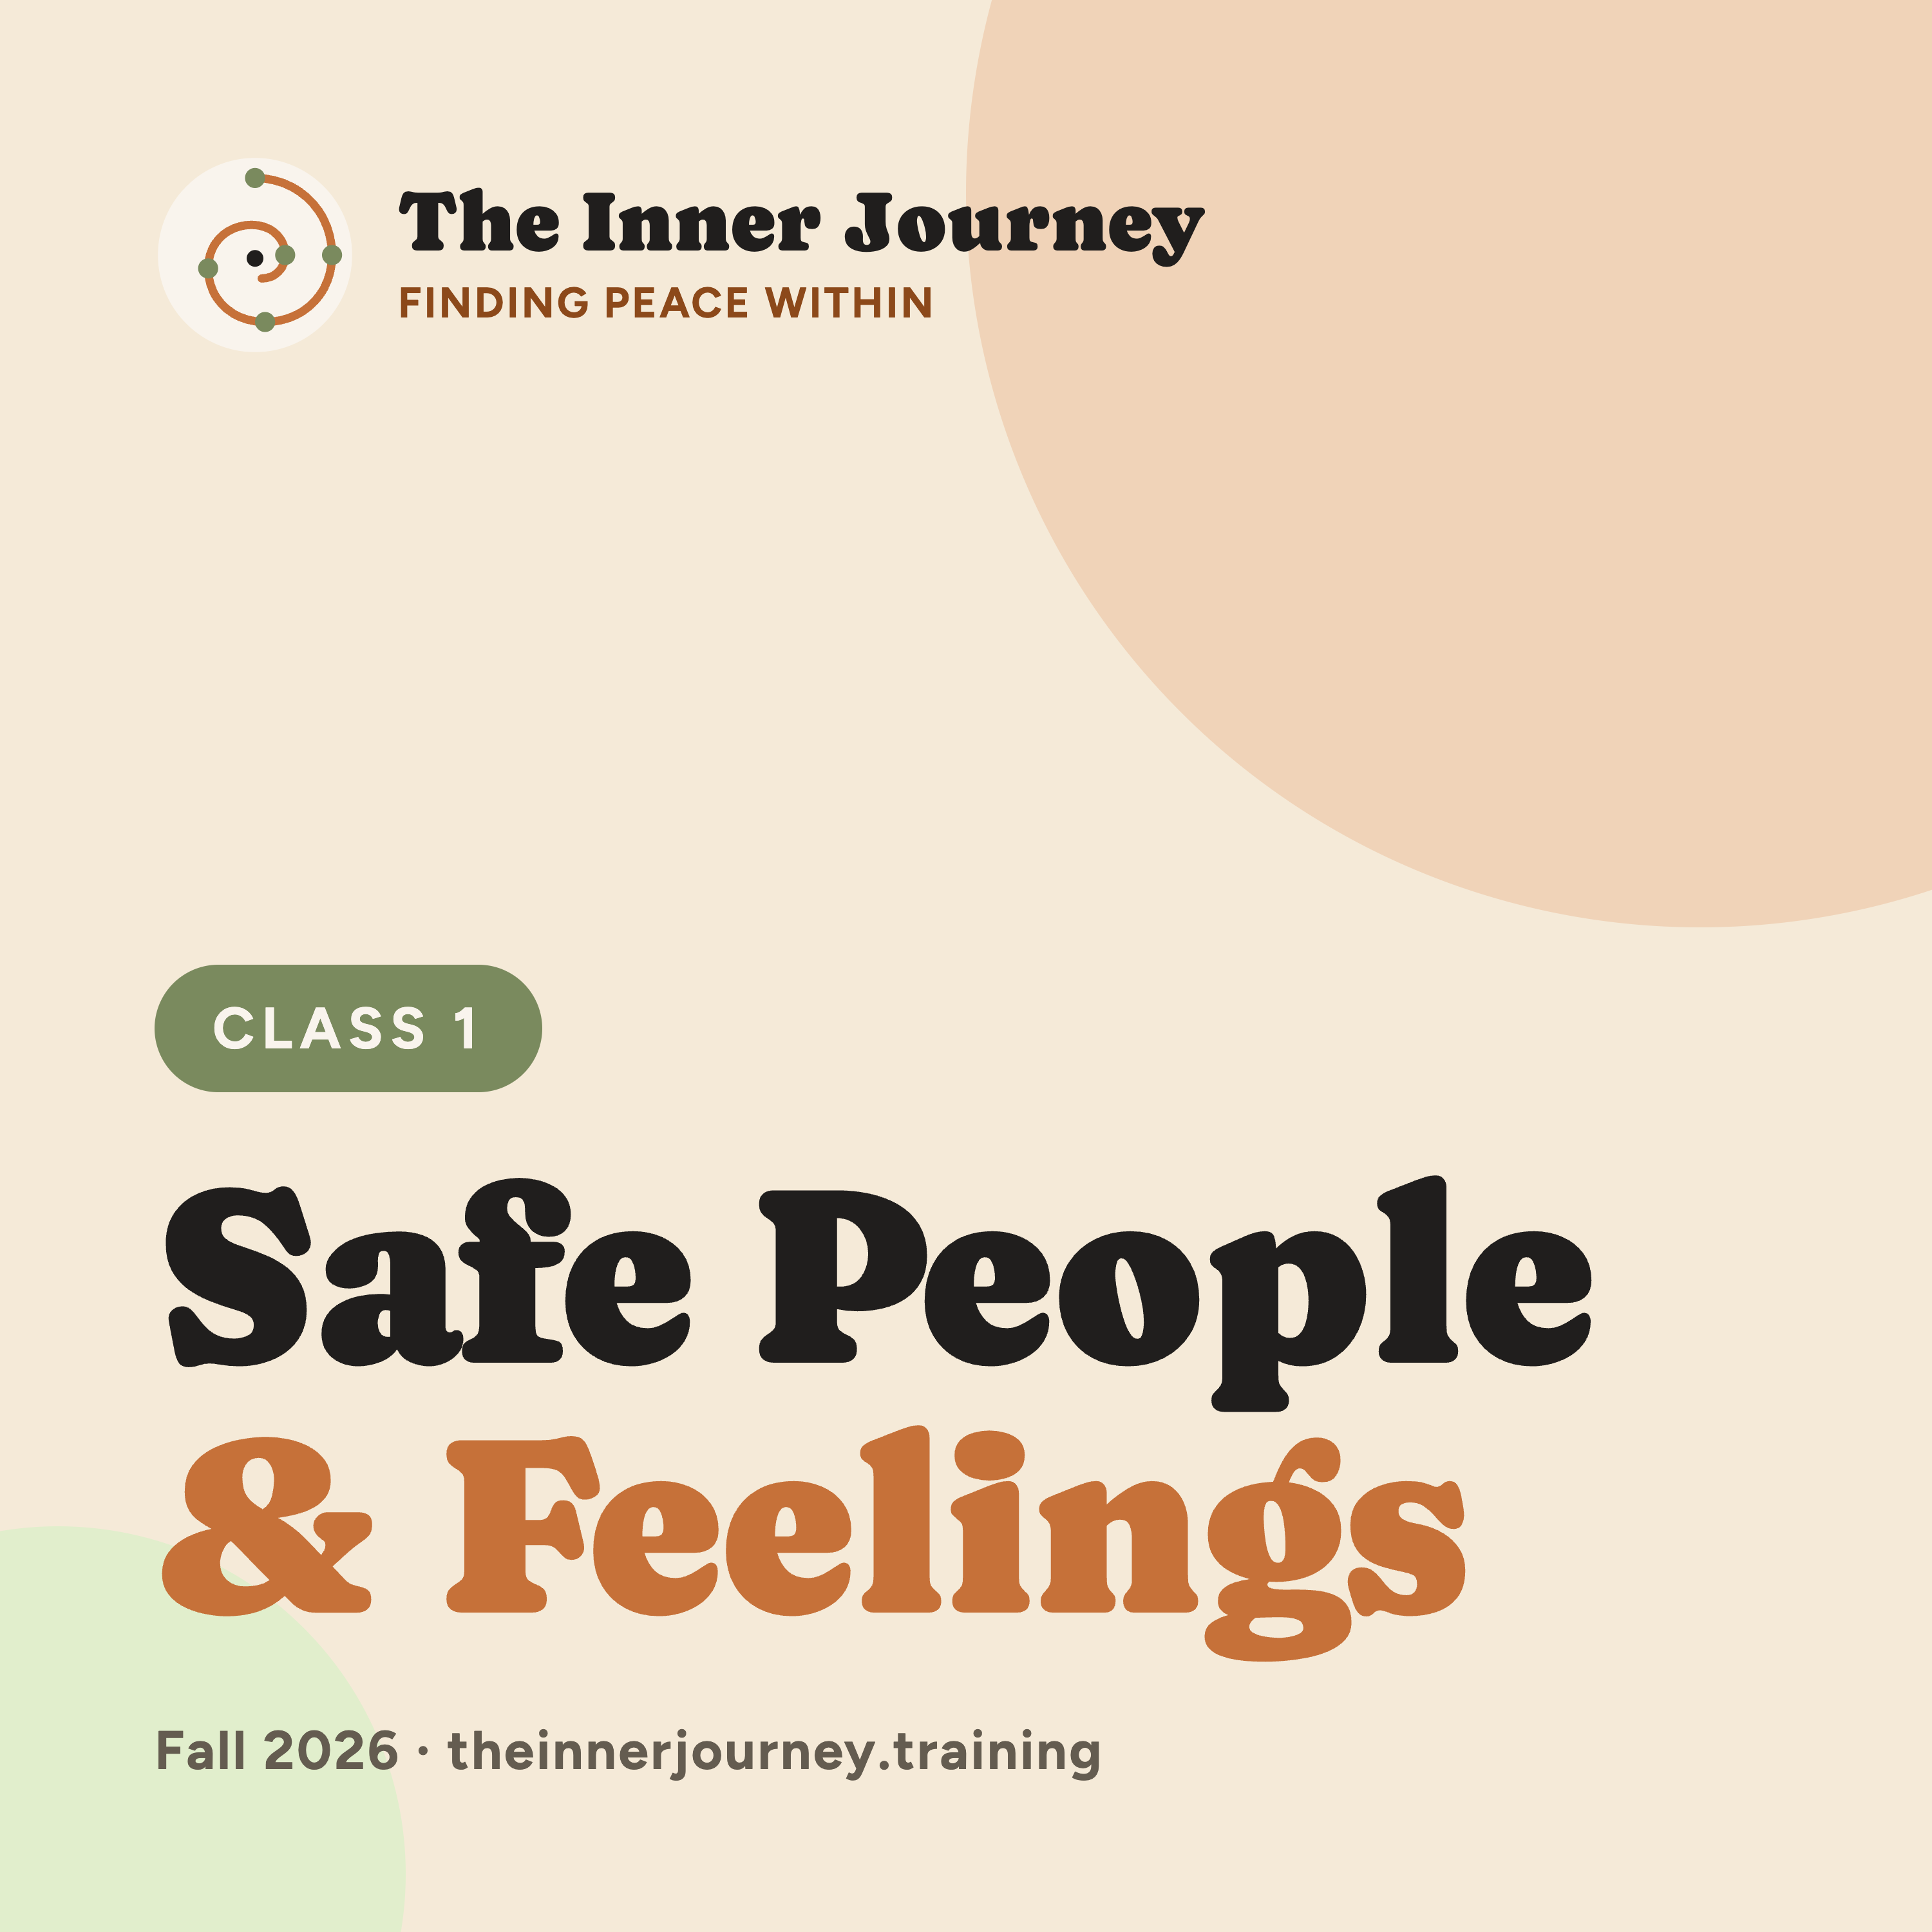 The Inner Journey
FINDING PEACE WITHIN
CLASS 1
Safe People
& Feelings
Fall 2026 · theinnerjourney.training